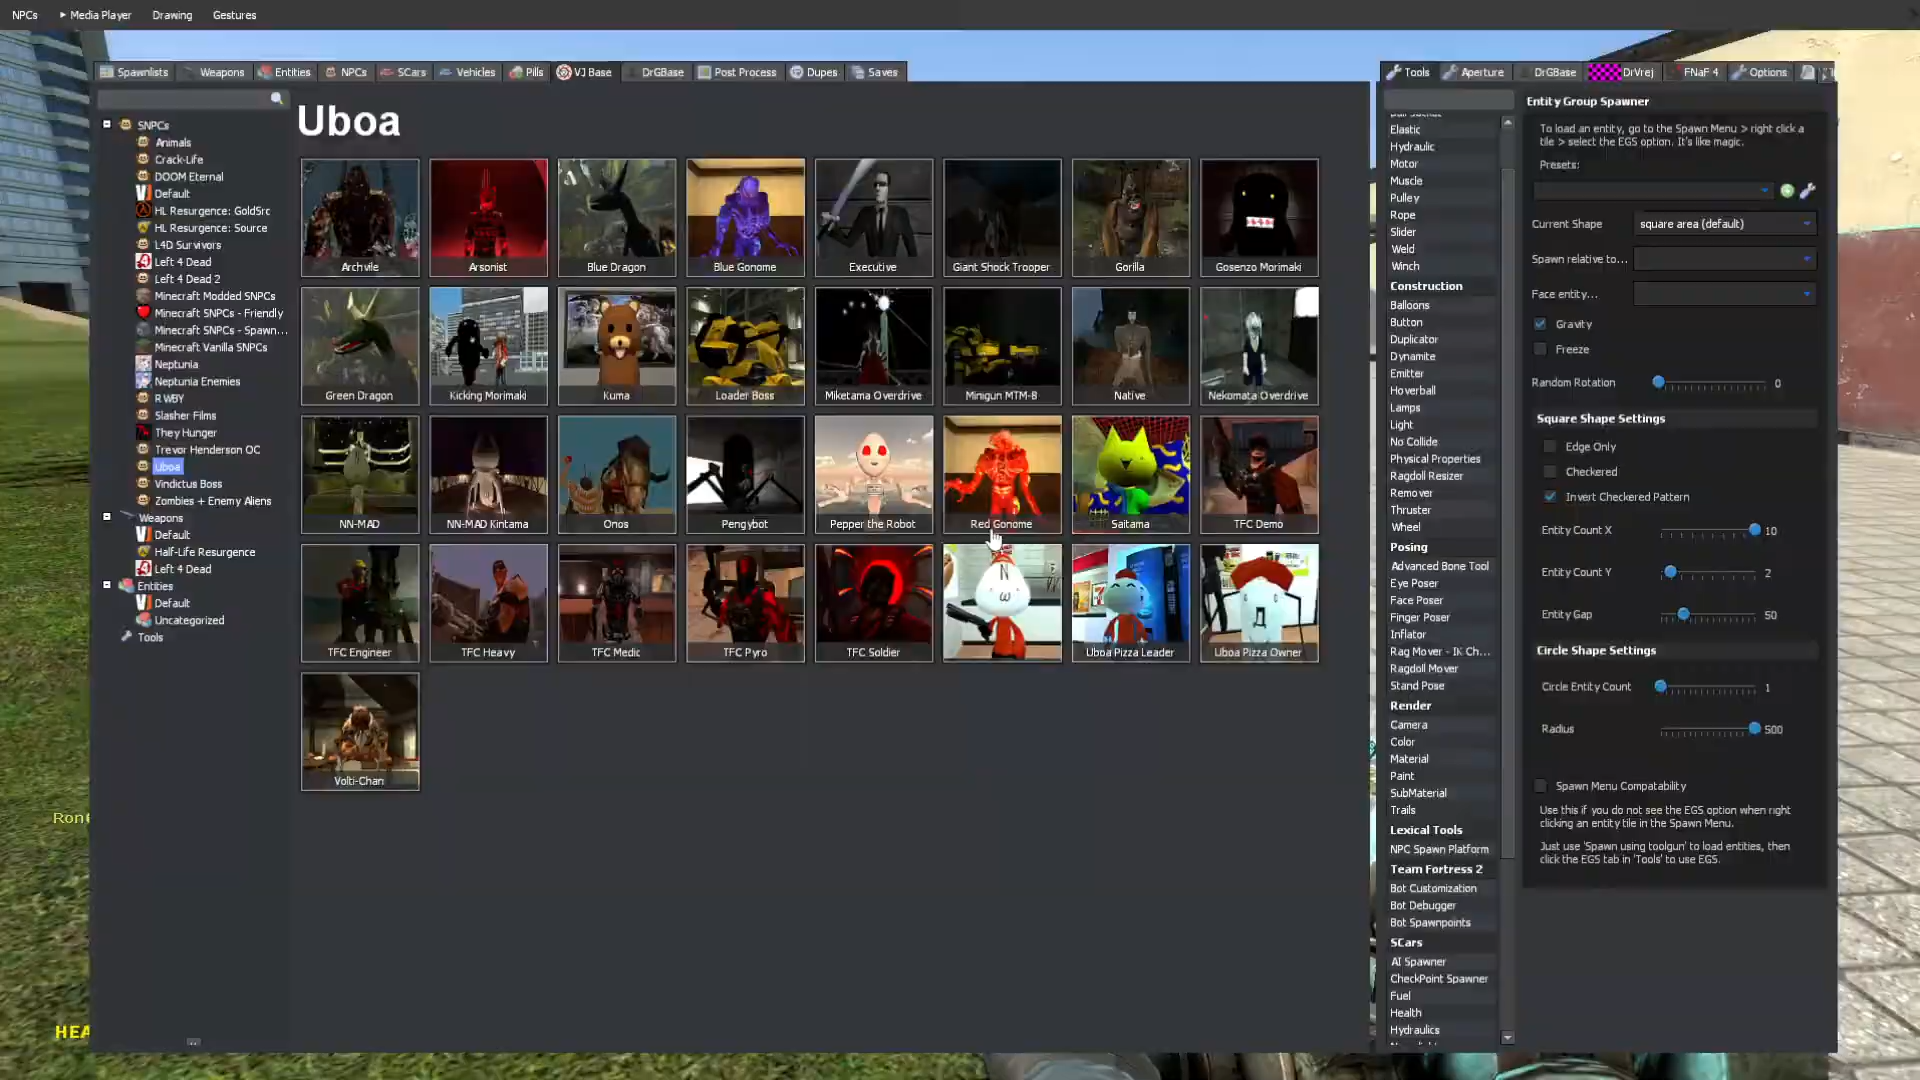 NPCs
Media Player
Drawing
Gestures
Spawnlists
Weapons
Entities
NPCs
SCars
Vehicles
Pills
VJ Base
DrGBase
Post Process
Dupes
Saves
SNPCs
Animals
Crack-Life
DOOM Eternal
Default
HL Resurgence: GoldSrc
HL Resurgence: Source
L4D Survivors
Left 4 Dead
Left 4 Dead 2
Minecraft Modded SNPCs
Minecraft SNPCs - Friendly
Minecraft SNPCs - Spawn...
Minecraft Vanilla SNPCs
Neptunia
Neptunia Enemies
RWBY
Slasher Films
They Hunger
Trevor Henderson OC
Uboa
Vindictus Boss
Zombies + Enemy Aliens
Weapons
Default
Half-Life Resurgence
Left 4 Dead
Entities
Default
Uncategorized
Tools
Uboa
Archvile
Arsonist
Blue Dragon
Blue Gonome
Executive
Giant Shock Trooper
Gorilla
Gosenzo Morimaki
Green Dragon
Kicking Morimaki
Kuma
Loader Boss
Miketama Overdrive
Minigun MTM-B
Native
Nekomata Overdrive
NN-MAD
NN-MAD Kintama
Onos
Pengybot
Pepper the Robot
Red Gonome
Saitama
TFC Demo
TFC Engineer
TFC Heavy
TFC Medic
TFC Pyro
TFC Soldier
Uboa Pizza Leader
Uboa Pizza Owner
Volti-Chan
HEA
Tools
Aperture
DrGBase
DrVrej
FNaF 4
Options
Elastic
Hydraulic
Motor
Muscle
Pulley
Rope
Slider
Weld
Winch
Construction
Balloons
Button
Duplicator
Dynamite
Emitter
Hoverball
Lamps
Light
No Collide
Physical Properties
Ragdoll Resizer
Remover
Thruster
Wheel
Posing
Advanced Bone Tool
Eye Poser
Face Poser
Finger Poser
Inflator
Rag Mover - IK Ch...
Ragdoll Mover
Stand Pose
Render
Camera
Color
Material
Paint
SubMaterial
Trails
Lexical Tools
NPC Spawn Platform
Team Fortress 2
Bot Customization
Bot Debugger
Bot Spawnpoints
SCars
AI Spawner
CheckPoint Spawner
Fuel
Health
Hydraulics
Entity Group Spawner
To load an entity, go to the Spawn Menu > right click a
tile > select the EGS option. It's like magic.
Presets:
Current Shape
square area (default)
Spawn relative to...
Face entity...
Gravity
Freeze
Random Rotation
0
Square Shape Settings
Edge Only
Checkered
Invert Checkered Pattern
Entity Count X
10
Entity Count Y
2
Entity Gap
50
Circle Shape Settings
Circle Entity Count
1
Radius
500
Spawn Menu Compatability
Use this if you do not see the EGS option when right
clicking an entity tile in the Spawn Menu.
Just use 'Spawn using toolgun' to load entities, then
click the EGS tab in 'Tools' to use EGS.